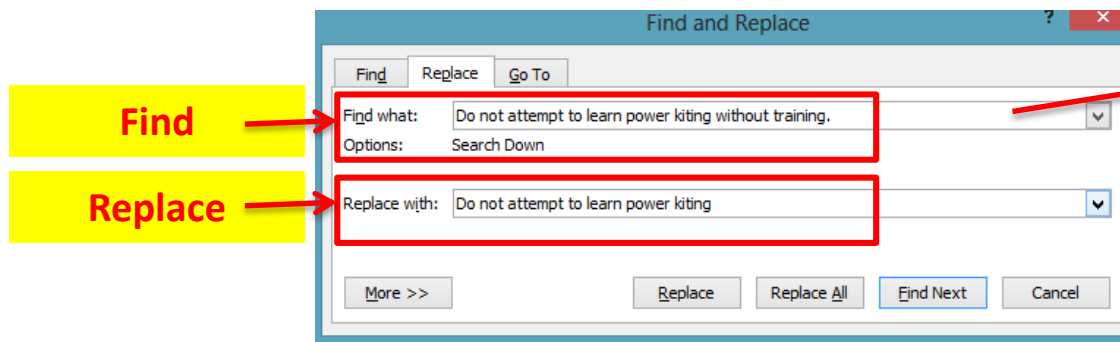 Find and Replace
?
Find Replace Go To
Find
Find what: Do not attempt to learn power kiting without training.
Options: Search Down
Replace
Replace with: Do not attempt to learn power kiting
More >> Replace Replace All Find Next Cancel